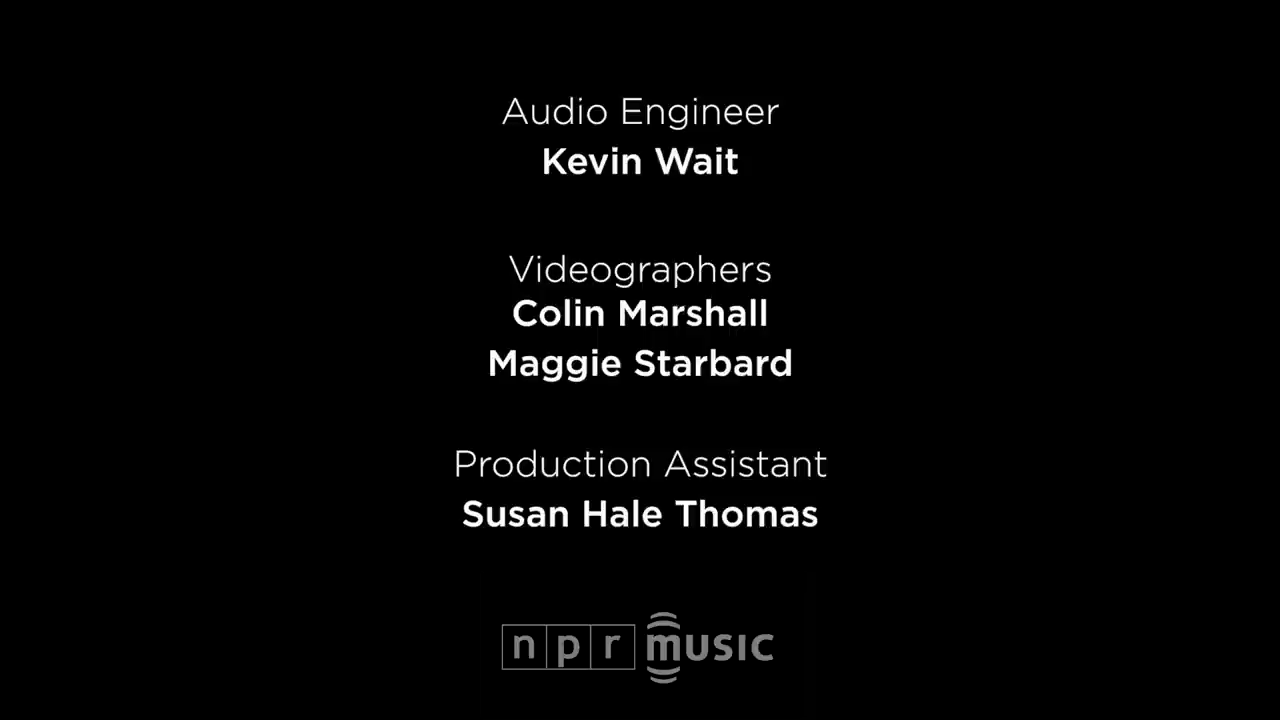 Audio Engineer
Kevin Wait
Videographers
Colin Marshall
Maggie Starbard
Production Assistant
Susan Hale Thomas
npr music